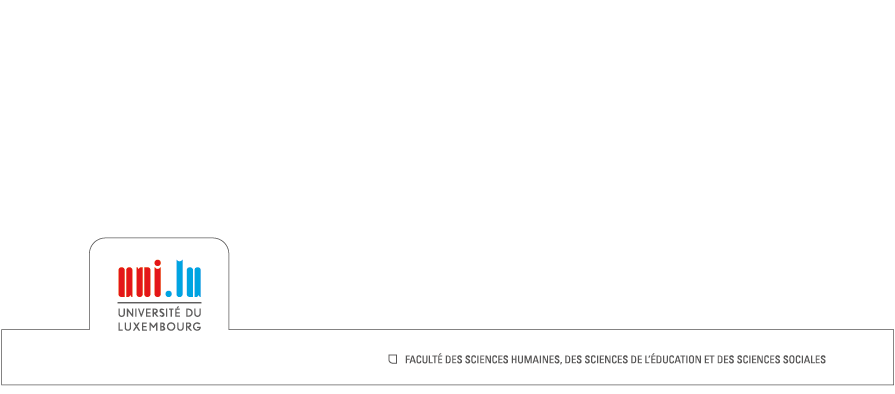 uni.lu
UNIVERSITÉ DU
LUXEMBOURG
FACULTÉ DES SCIENCES HUMAINES, DES SCIENCES DE L'ÉDUCATION ET DES SCIENCES SOCIALES